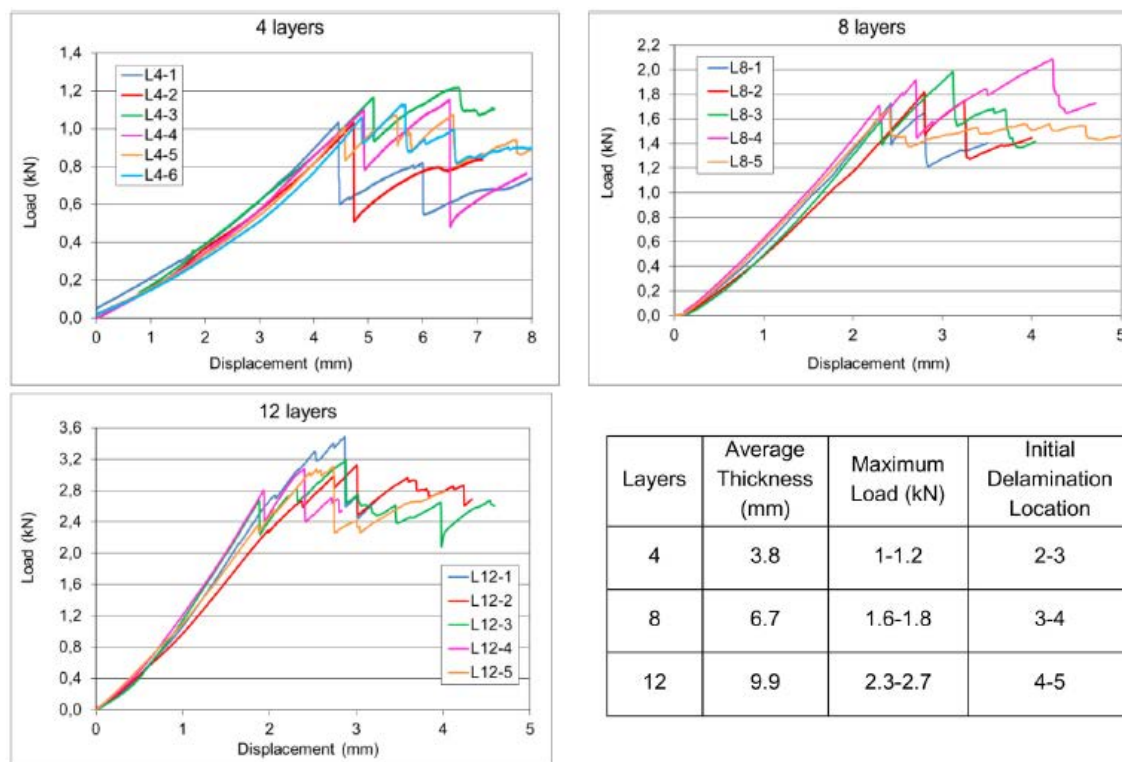 4 layers
1,4
1,2
1,0
0,8
0,6
0,4
0,2
0,0
Load (kN)
L4-1
L4-2
L4-3
L4-4
L4-5
L4-6
0 1 2 3 4 5 6 7 8
Displacement (mm)
8 layers
2,2
2,0
1,8
1,6
1,4
1,2
1,0
0,8
0,6
0,4
0,2
0,0
Load (kN)
L8-1
L8-2
L8-3
L8-4
L8-5
0 1 2 3 4 5
Displacement (mm)
12 layers
3,6
3,2
2,8
2,4
2,0
1,6
1,2
0,8
0,4
0,0
Load (kN)
L12-1
L12-2
L12-3
L12-4
L12-5
0 1 2 3 4 5
Displacement (mm)
Layers
Average
Thickness
(mm)
Maximum
Load (kN)
Initial
Delamination
Location
4 3.8 1-1.2 2-3
8 6.7 1.6-1.8 3-4
12 9.9 2.3-2.7 4-5